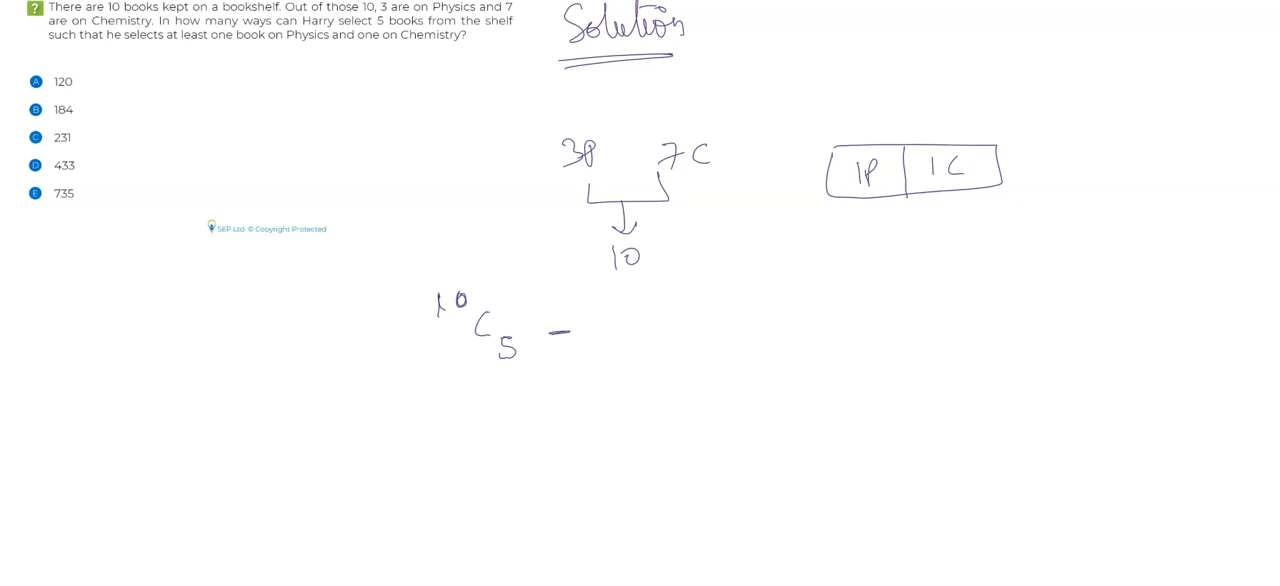 ? There are 10 books kept on a bookshelf. Out of those 10, 3 are on Physics and 7
are on Chemistry. In how many ways can Harry select 5 books from the shelf
such that he selects at least one book on Physics and one on Chemistry?
A 120
B 184
C 231
D 433
E 735
SEP Ltd. © Copyright Protected
Solution
3P 7C
1P 1C
10
10C5 -